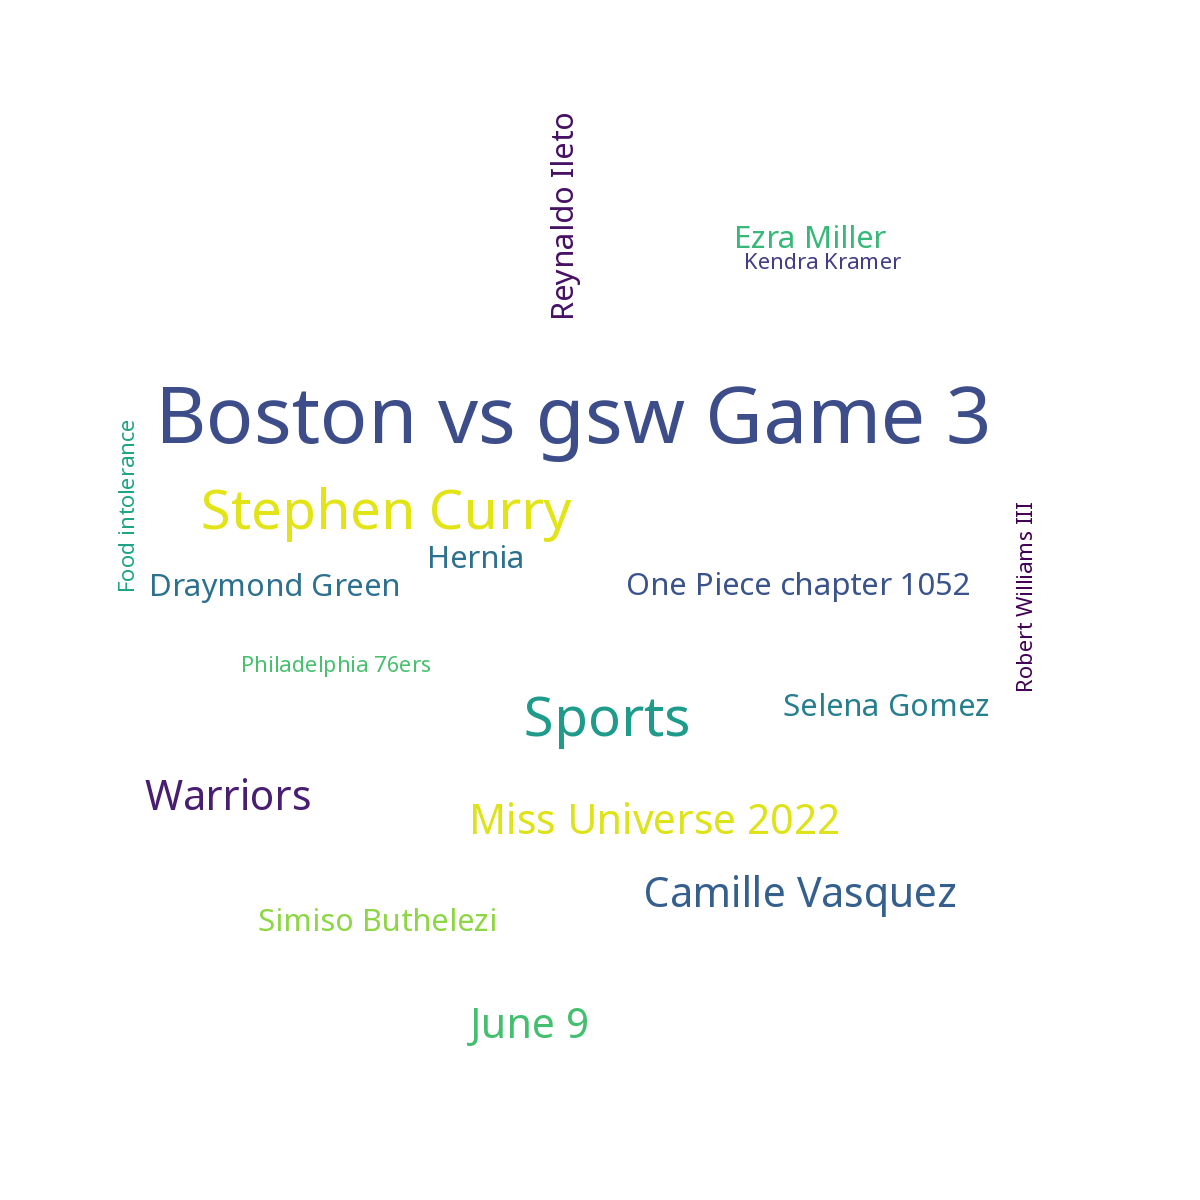 Reynaldo Ileto
Ezra Miller
Kendra Kramer
Boston vs gsw Game 3
Food intolerance
Stephen Curry
Hernia
Draymond Green
One Piece chapter 1052
Robert Williams III
Philadelphia 76ers
Sports
Selena Gomez
Warriors
Miss Universe 2022
Camille Vasquez
Simiso Buthelezi
June 9